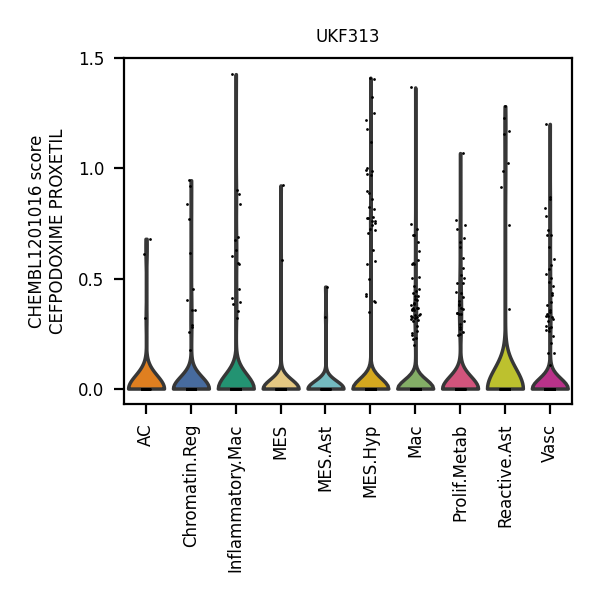 UKF313
CHEMBL1201016 score
CEFPODOXIME PROXETIL
1.5
1.0
0.5
0.0
AC
Chromatin.Reg
Inflammatory.Mac
MES
MES.Ast
MES.Hyp
Mac
Prolif.Metab
Reactive.Ast
Vasc